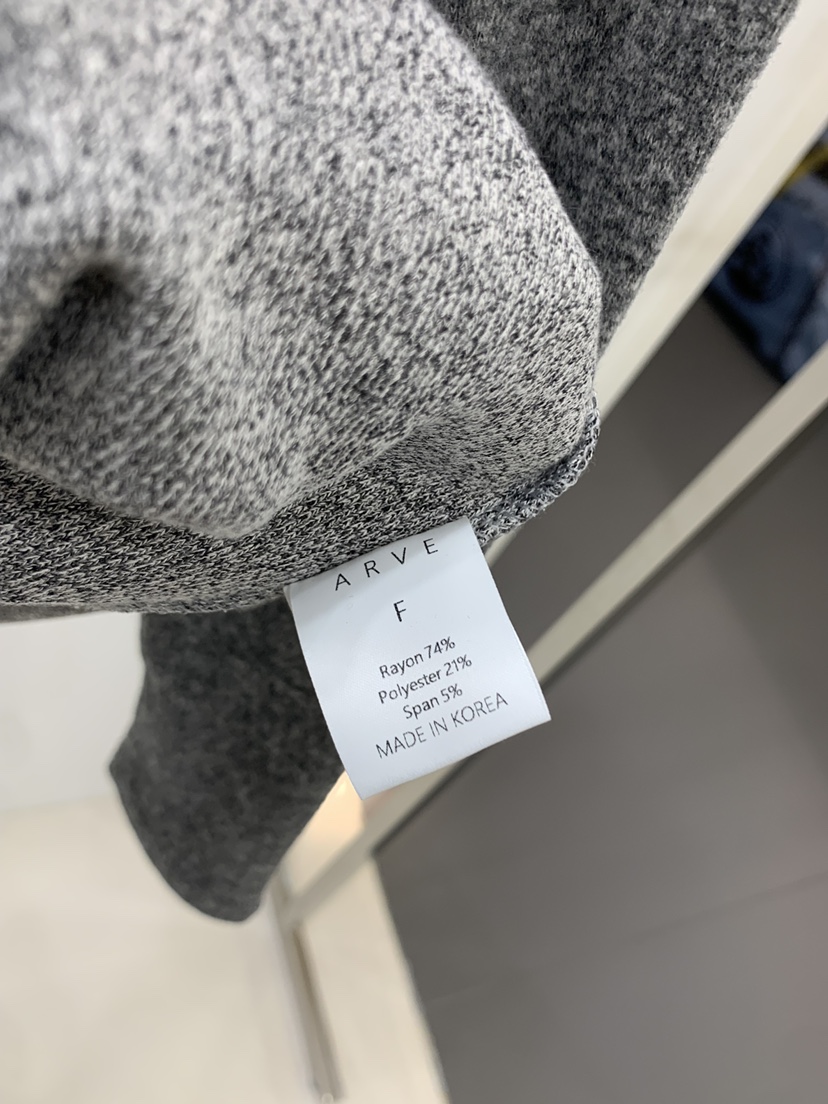 ARVE
F
Rayon 74%
Polyester 21%
Span 5%
MADE IN KOREA